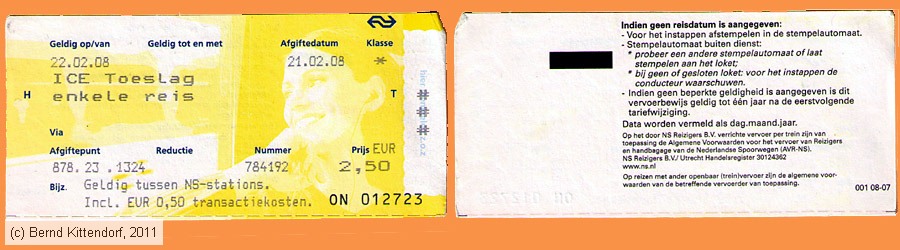 Geldig op/van Geldig tot en met Afgiftedatum Klasse
22.02.08 21.02.08 *
ICE Toeslag
H enkele reis T
Via
Afgiftepunt Reductie Nummer Prijs EUR
878.23 .1324 784192 2,50
Bijz. Geldig tussen NS-stations.
Incl. EUR 0,50 transactiekosten. ON 012723
# # #
Indien geen reisdatum is aangegeven:
- Voor het instappen afstempelen in de stempelautomaat.
- Stempelautomaat buiten dienst:
* probeer een andere stempelautomaat of laat
stempelen aan het loket;
* bij geen of gesloten loket: voor het instappen de
conducteur waarschuwen.
- Indien geen beperkte geldigheid is aangegeven is dit
vervoerbewijs geldig tot één jaar na de eerstvolgende
tariefwijziging.
Data worden vermeld als dag.maand.jaar.
Op het door NS Reizigers B.V. verrichte vervoer per trein zijn van
toepassing de Algemene Voorwaarden voor het vervoer van Reizigers
en handbagage van de Nederlandse Spoorwegen (AVR-NS).
NS Reizigers B.V./ Utrecht Handelsregister 30124362
www.ns.nl
Op reizen met ander openbaar (trein)vervoer zijn de algemene voor-
waarden van de betreffende vervoerder van toepassing.
001 08-07
(c) Bernd Kittendorf, 2011